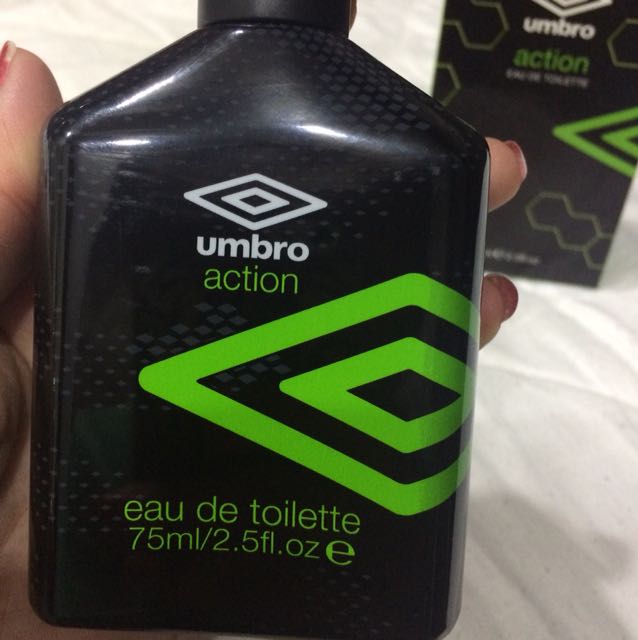 umbro
action
eau de toilette
75ml/2.5fl.oz e
umbro
action
EAU DE TOILETTE